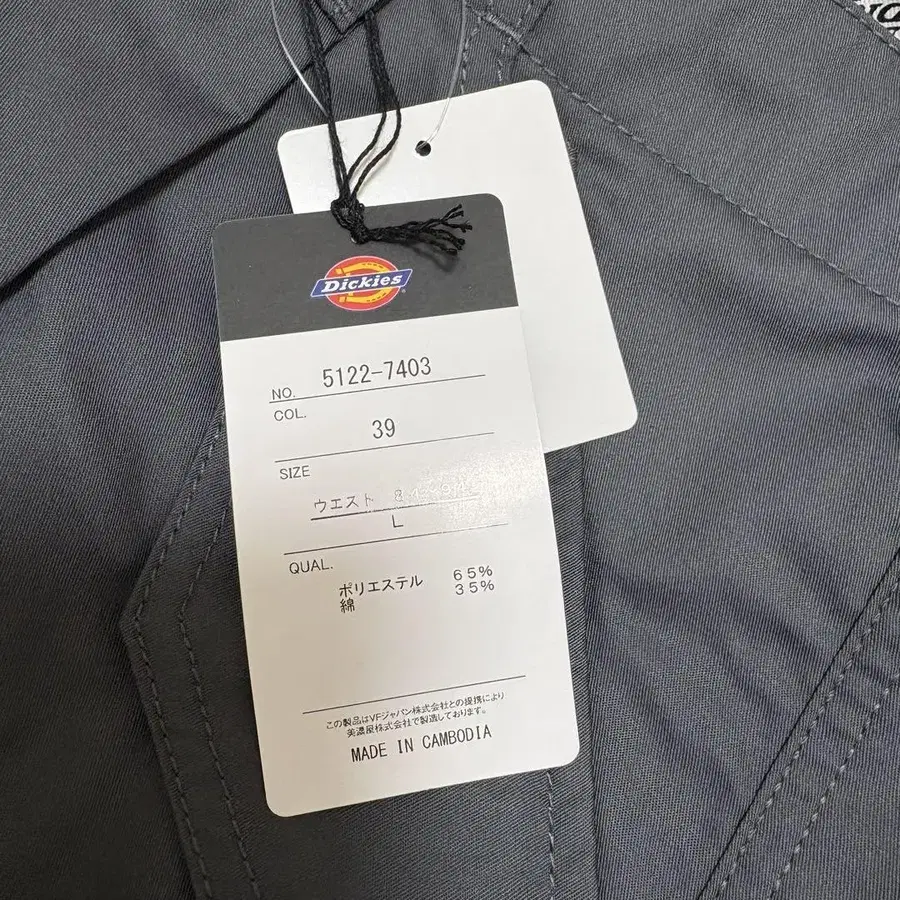 Dickies
NO. 5122-7403
COL.
39
SIZE
ウエスト
L
QUAL.
ポリエステル 65%
綿 35%
この製品はVFジャパン株式会社との提携により
美濃屋株式会社で製造しております。
MADE IN CAMBODIA